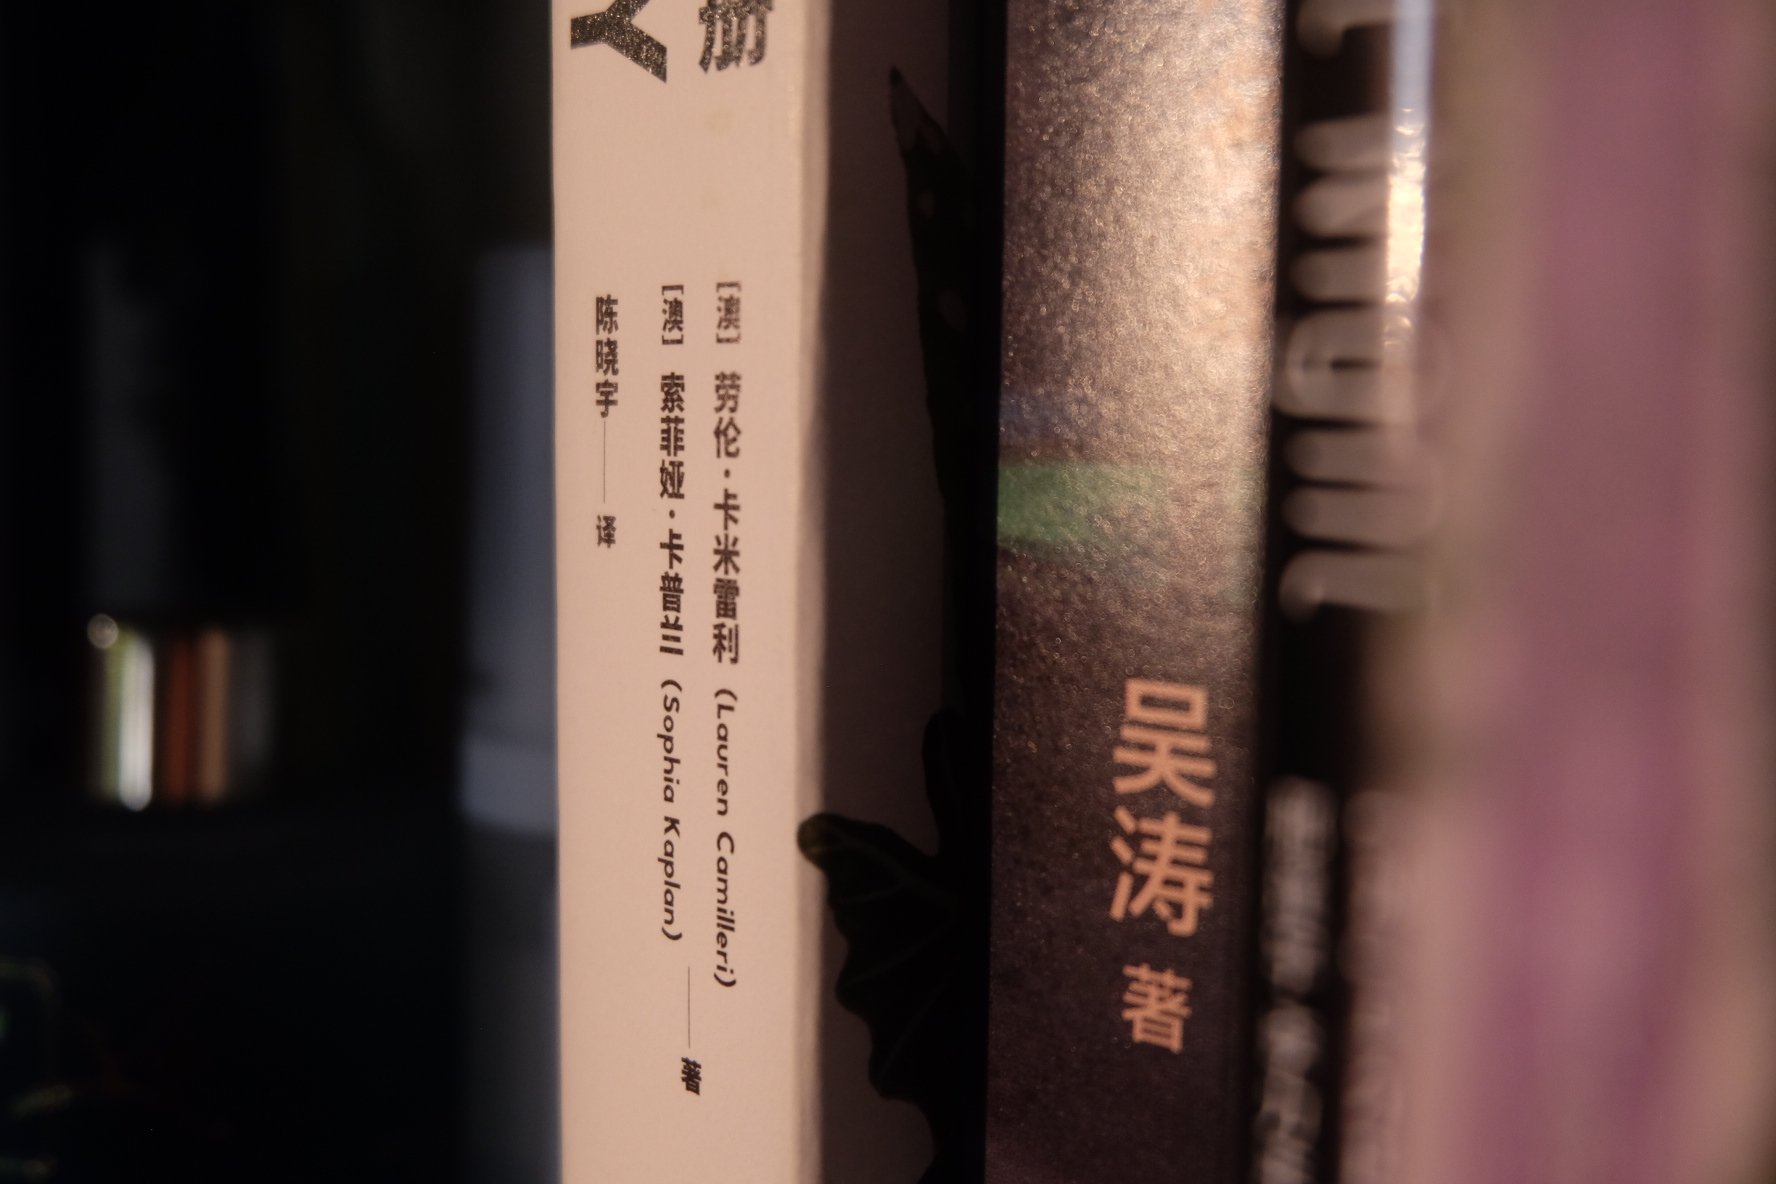 册
Y
[澳] 劳伦·卡米雷利 (Lauren Camilleri)
[澳] 索菲娅·卡普兰 (Sophia Kaplan)
著
陈晓宇 译
吴涛 著